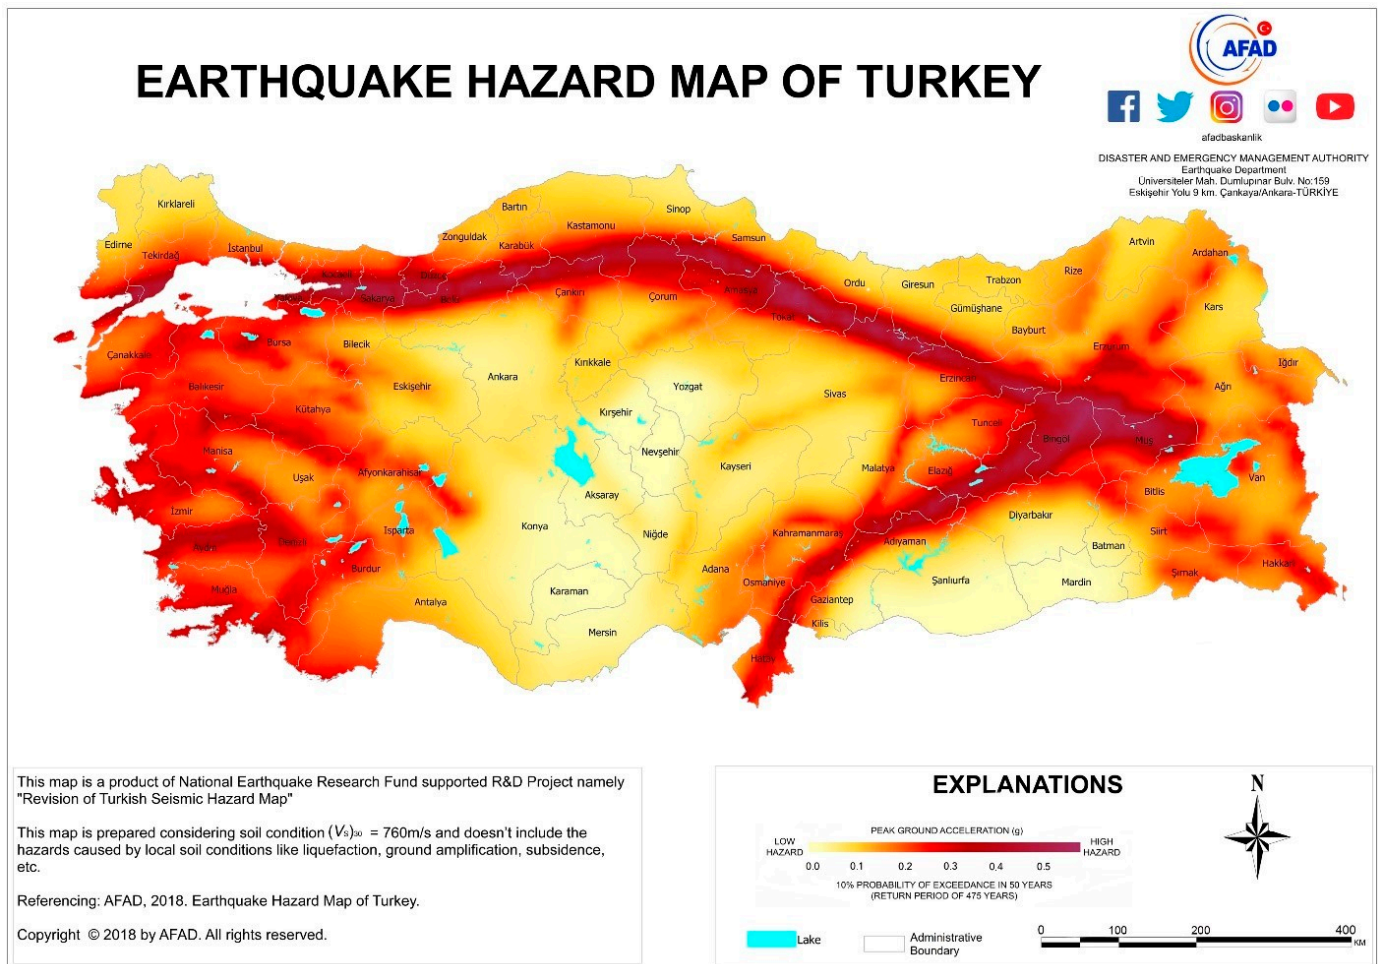 EARTHQUAKE HAZARD MAP OF TURKEY
AFAD
afadbaskanlik
DISASTER AND EMERGENCY MANAGEMENT AUTHORITY
Earthquake Department
Üniversiteler Mah. Dumlupınar Bulv. No:159
Eskişehir Yolu 9 km. Çankaya/Ankara-TÜRKİYE
Kırklareli
Edirne
Tekirdağ
İstanbul
Kocaeli
Yalova
Sakarya
Düzce
Bolu
Zonguldak
Bartın
Karabük
Kastamonu
Sinop
Samsun
Çankırı
Çorum
Amasya
Tokat
Ordu
Giresun
Trabzon
Gümüşhane
Bayburt
Rize
Artvin
Ardahan
Kars
Iğdır
Ağrı
Erzurum
Erzincan
Çanakkale
Balıkesir
Bursa
Bilecik
Kütahya
Eskişehir
Ankara
Kırıkkale
Kırşehir
Yozgat
Sivas
Tunceli
Bingöl
Muş
Manisa
Uşak
Afyonkarahisar
Nevşehir
Kayseri
Malatya
Elazığ
Bitlis
Van
İzmir
Aydın
Denizli
Isparta
Burdur
Konya
Aksaray
Niğde
Kahramanmaraş
Adıyaman
Diyarbakır
Batman
Siirt
Şırnak
Hakkari
Muğla
Antalya
Karaman
Mersin
Adana
Osmaniye
Gaziantep
Kilis
Şanlıurfa
Mardin
Hatay
This map is a product of National Earthquake Research Fund supported R&D Project namely
"Revision of Turkish Seismic Hazard Map"
This map is prepared considering soil condition (Vs)30 = 760m/s and doesn't include the
hazards caused by local soil conditions like liquefaction, ground amplification, subsidence,
etc.
Referencing: AFAD, 2018. Earthquake Hazard Map of Turkey.
Copyright © 2018 by AFAD. All rights reserved.
EXPLANATIONS
N
PEAK GROUND ACCELERATION (g)
LOW HAZARD
HIGH HAZARD
0.0 0.1 0.2 0.3 0,4 0.5
10% PROBABILITY OF EXCEEDANCE IN 50 YEARS
(RETURN PERIOD OF 475 YEARS)
Lake
Administrative
Boundary
0 100 200 400
KM